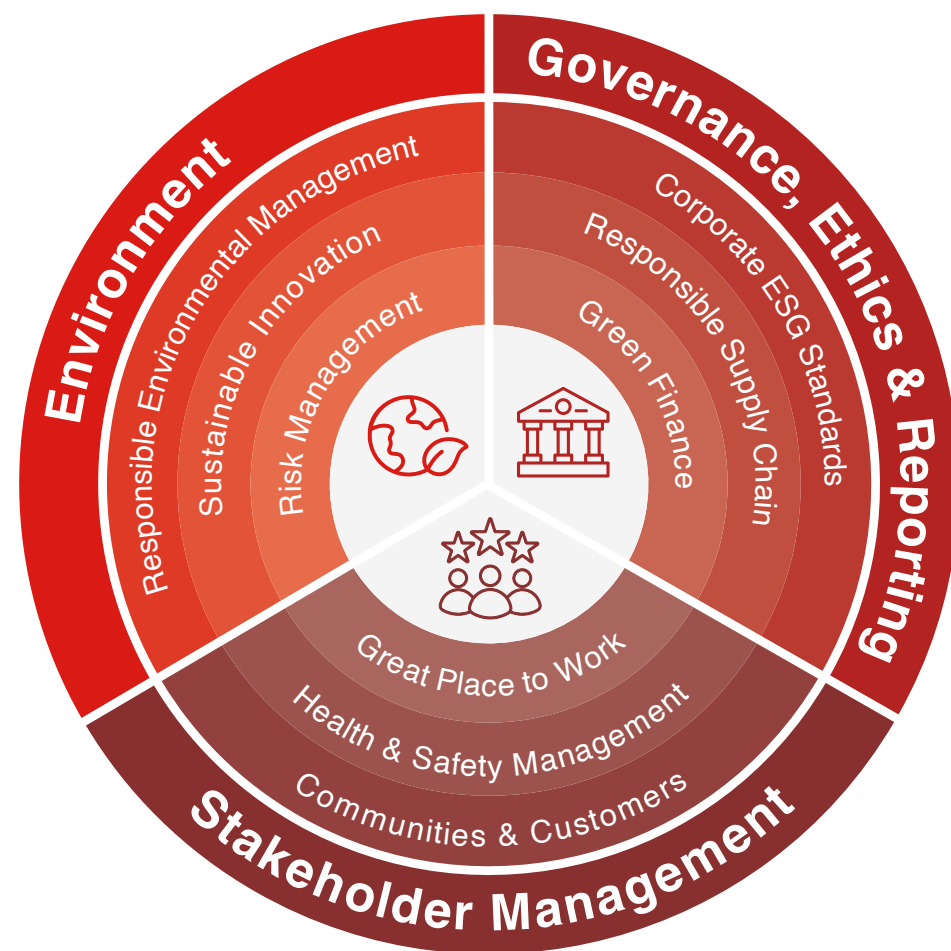 Environment
Responsible Environmental Management
Sustainable Innovation
Risk Management
Governance, Ethics & Reporting
Corporate ESG Standards
Responsible Supply Chain
Green Finance
Great Place to Work
Health & Safety Management
Communities & Customers
Stakeholder Management